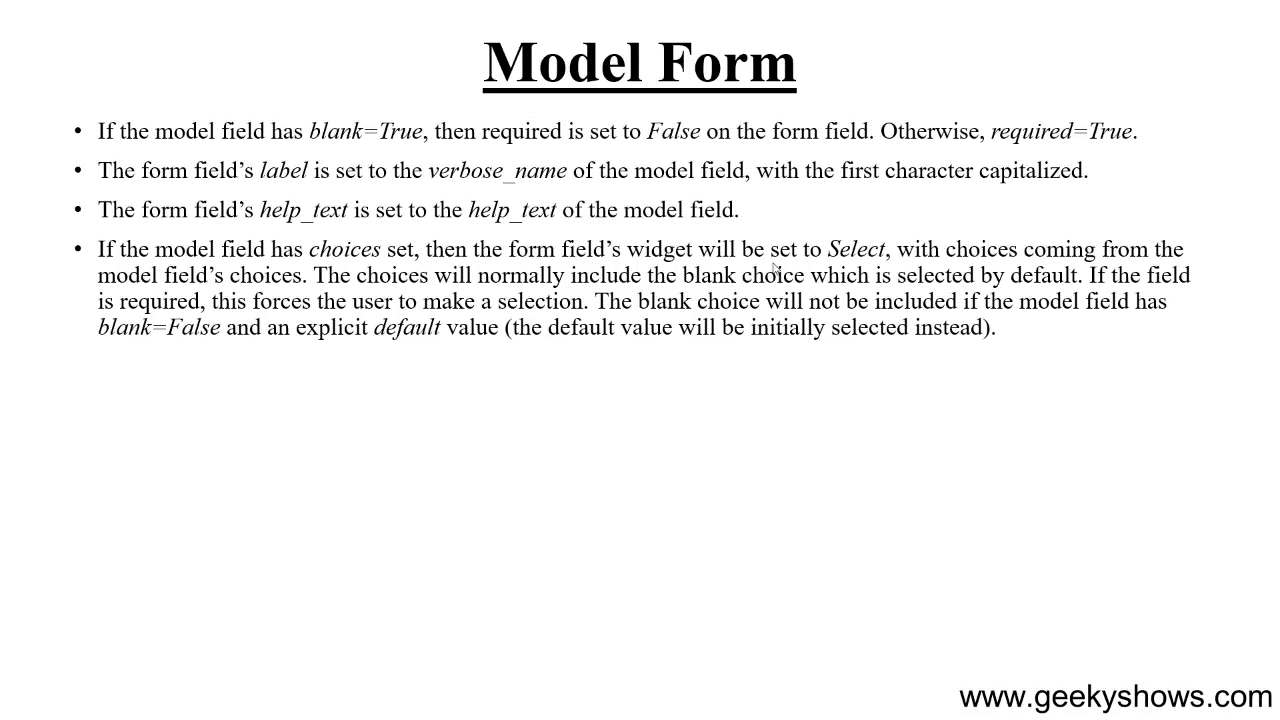 Model Form
• If the model field has blank=True, then required is set to False on the form field. Otherwise, required=True.
• The form field’s label is set to the verbose_name of the model field, with the first character capitalized.
• The form field’s help_text is set to the help_text of the model field.
• If the model field has choices set, then the form field’s widget will be set to Select, with choices coming from the
model field’s choices. The choices will normally include the blank choice which is selected by default. If the field
is required, this forces the user to make a selection. The blank choice will not be included if the model field has
blank=False and an explicit default value (the default value will be initially selected instead).
www.geekyshows.com